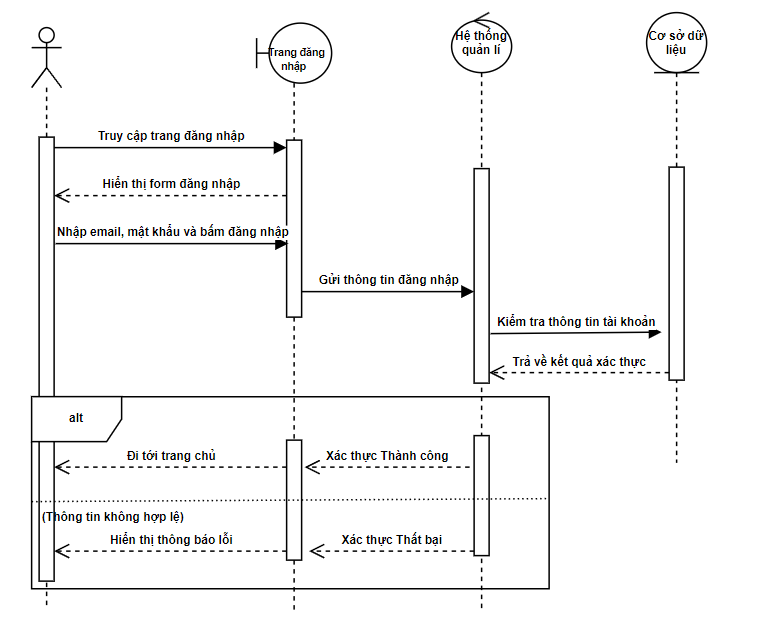 Trang đăng
nhập
Hệ thống
quản lí
Cơ sở dữ
liệu
Truy cập trang đăng nhập
Hiển thị form đăng nhập
Nhập email, mật khẩu và bấm đăng nhập
Gửi thông tin đăng nhập
Kiểm tra thông tin tài khoản
Trả về kết quả xác thực
alt
Đi tới trang chủ
Xác thực Thành công
(Thông tin không hợp lệ)
Hiển thị thông báo lỗi
Xác thực Thất bại